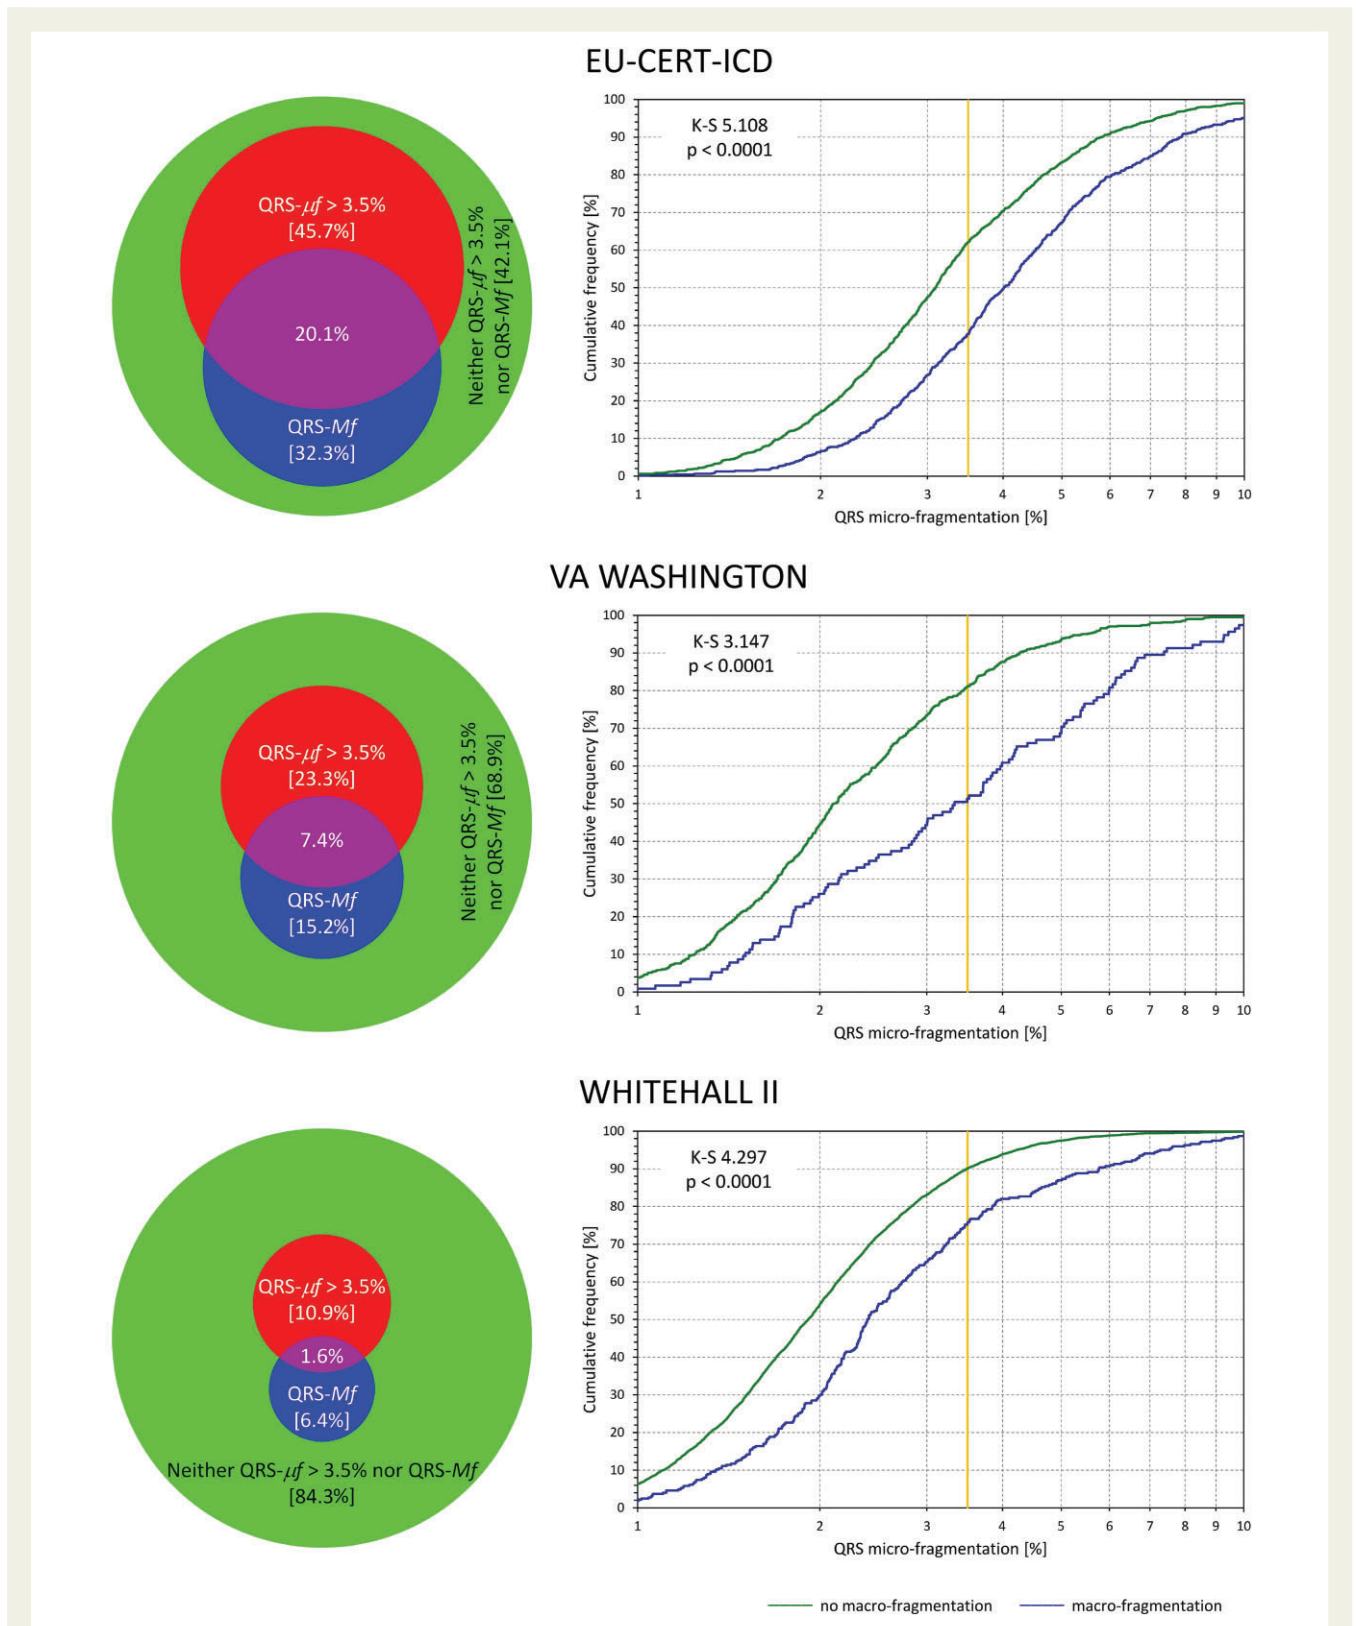 EU-CERT-ICD
QRS-μf > 3.5%
[45.7%]
20.1%
QRS-Mf
[32.3%]
Neither QRS-μf > 3.5%
nor QRS-Mf [42.1%]
K-S 5.108
p < 0.0001
Cumulative frequency [%]
100
90
80
70
60
50
40
30
20
10
0
1 2 3 4 5 6 7 8 9 10
QRS micro-fragmentation [%]
VA WASHINGTON
QRS-μf > 3.5%
[23.3%]
7.4%
QRS-Mf
[15.2%]
Neither QRS-μf > 3.5%
nor QRS-Mf [68.9%]
K-S 3.147
p < 0.0001
Cumulative frequency [%]
100
90
80
70
60
50
40
30
20
10
0
1 2 3 4 5 6 7 8 9 10
QRS micro-fragmentation [%]
WHITEHALL II
QRS-μf > 3.5%
[10.9%]
1.6%
QRS-Mf
[6.4%]
Neither QRS-μf > 3.5% nor QRS-Mf
[84.3%]
K-S 4.297
p < 0.0001
Cumulative frequency [%]
100
90
80
70
60
50
40
30
20
10
0
1 2 3 4 5 6 7 8 9 10
QRS micro-fragmentation [%]
no macro-fragmentation macro-fragmentation